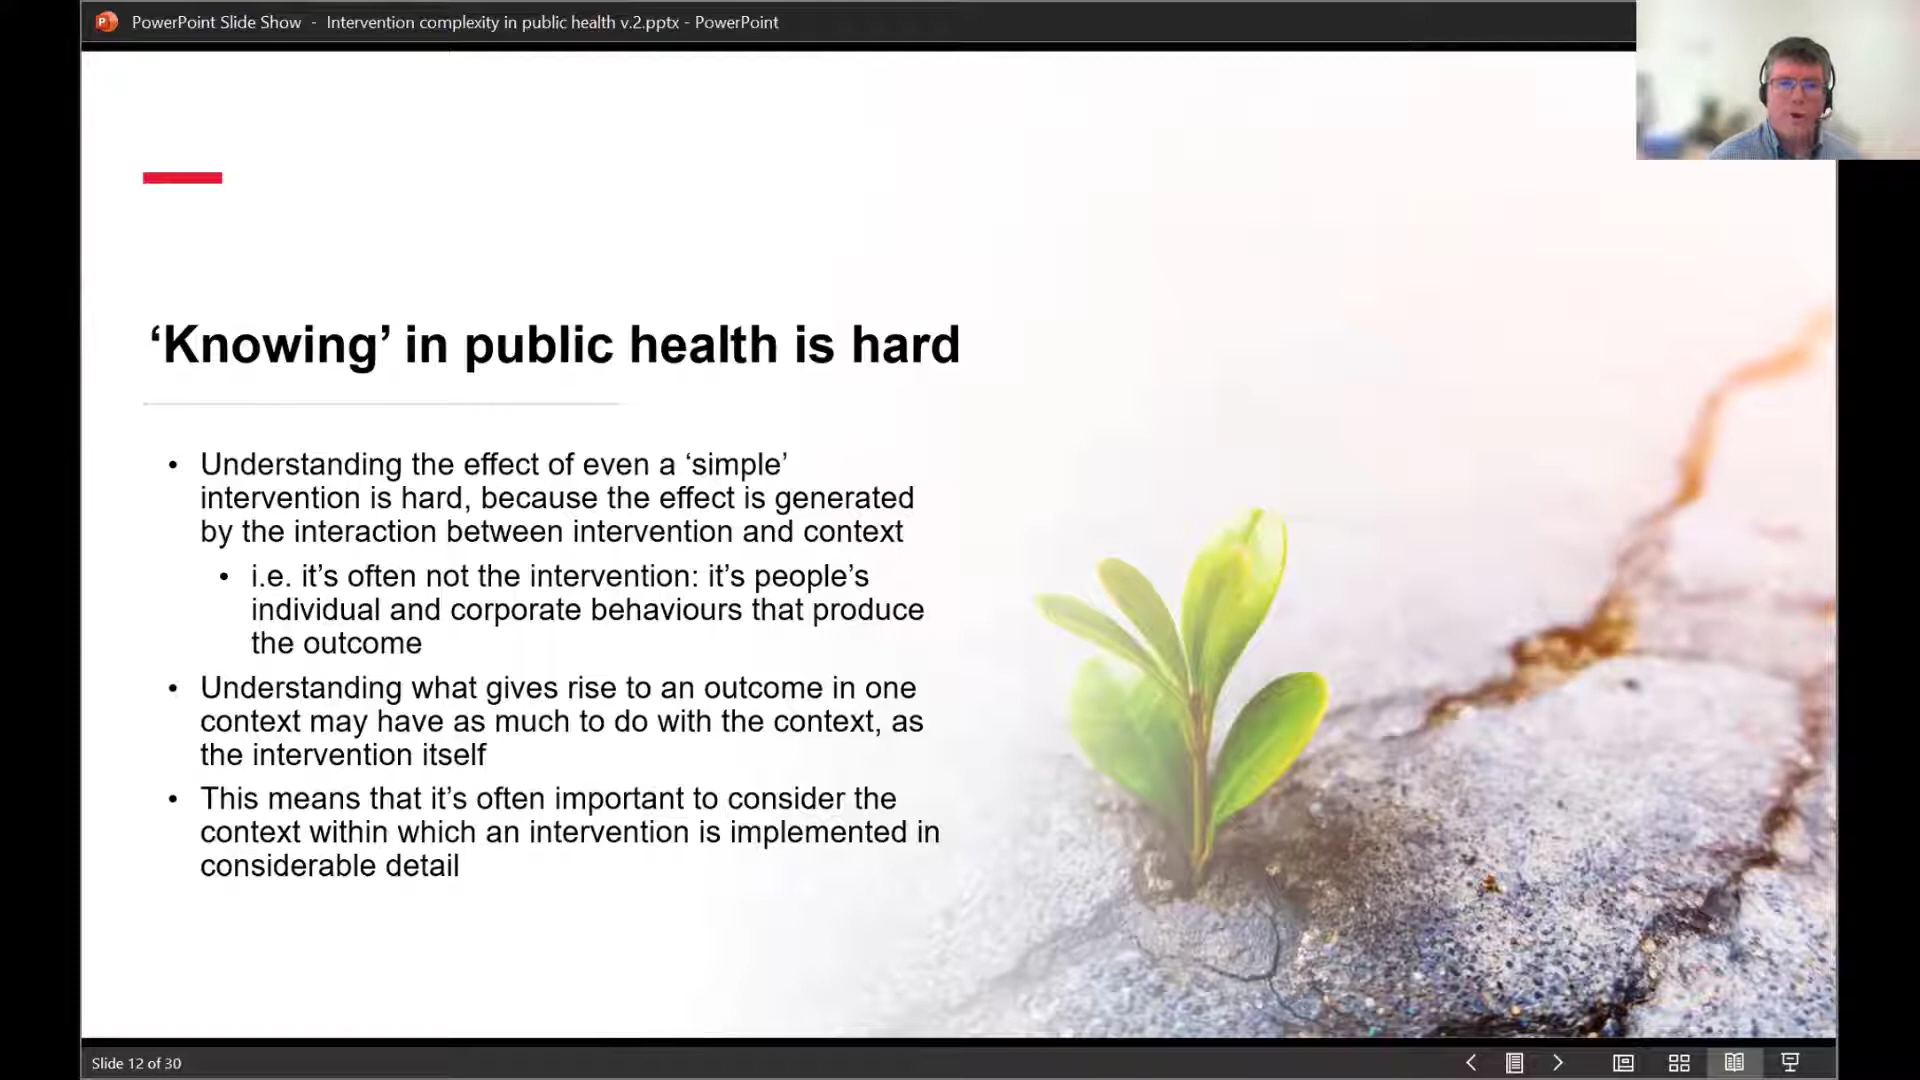 PowerPoint Slide Show - Intervention complexity in public health v.2.pptx - PowerPoint
‘Knowing’ in public health is hard
• Understanding the effect of even a ‘simple’
intervention is hard, because the effect is generated
by the interaction between intervention and context
• i.e. it’s often not the intervention: it’s people’s
individual and corporate behaviours that produce
the outcome
• Understanding what gives rise to an outcome in one
context may have as much to do with the context, as
the intervention itself
• This means that it’s often important to consider the
context within which an intervention is implemented in
considerable detail
Slide 12 of 30